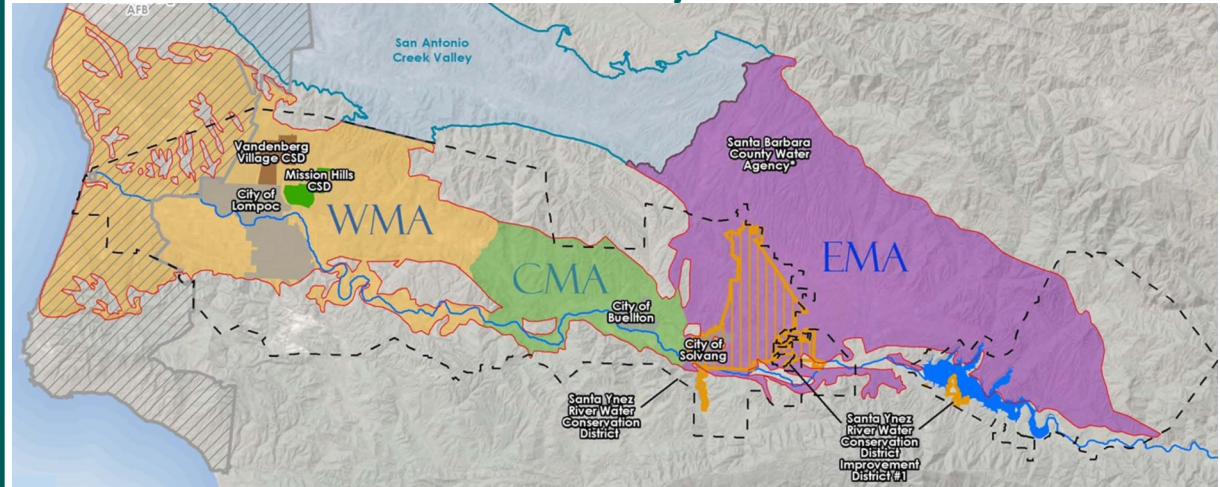 AFB
San Antonio
Creek Valley
Vandenberg
Village CSD
Mission Hills
CSD
City of
Lompoc
WMA
Santa Barbara
County Water
Agency*
EMA
CMA
City of
Buellton
City of
Solvang
Santa Ynez
River Water
Conservation
District
Santa Ynez
River Water
Conservation
District
Improvement
District #1